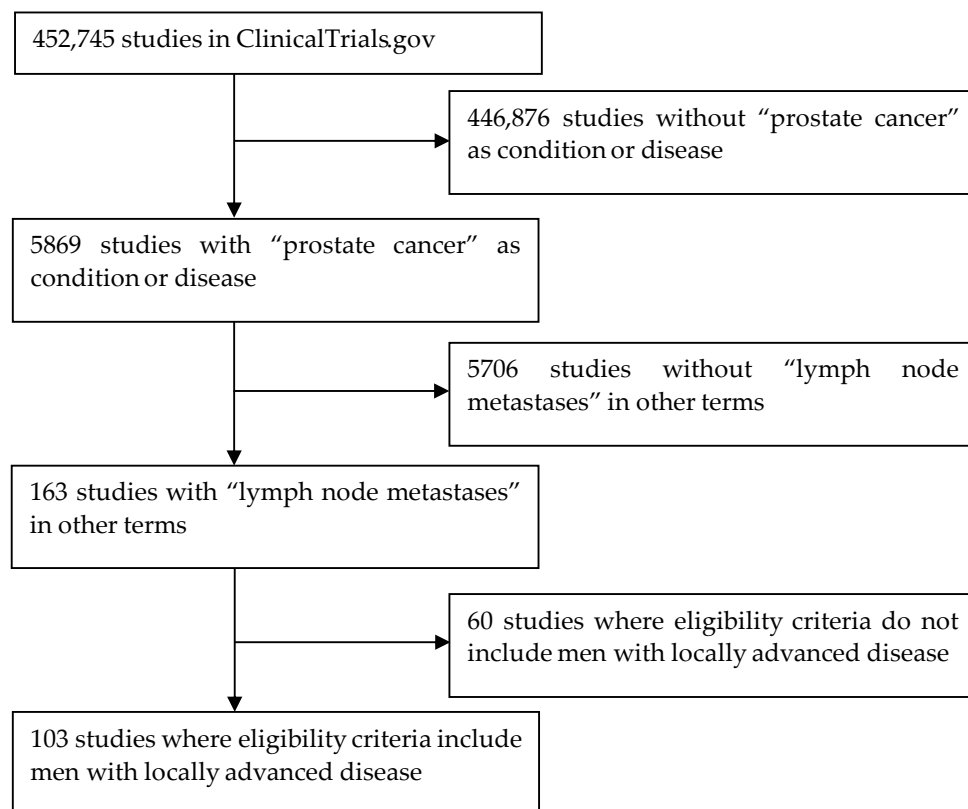 452,745 studies in ClinicalTrials.gov
446,876 studies without “prostate cancer”
as condition or disease
5869 studies with “prostate cancer” as
condition or disease
5706 studies without “lymph node
metastases” in other terms
163 studies with “lymph node metastases”
in other terms
60 studies where eligibility criteria do not
include men with locally advanced disease
103 studies where eligibility criteria include
men with locally advanced disease